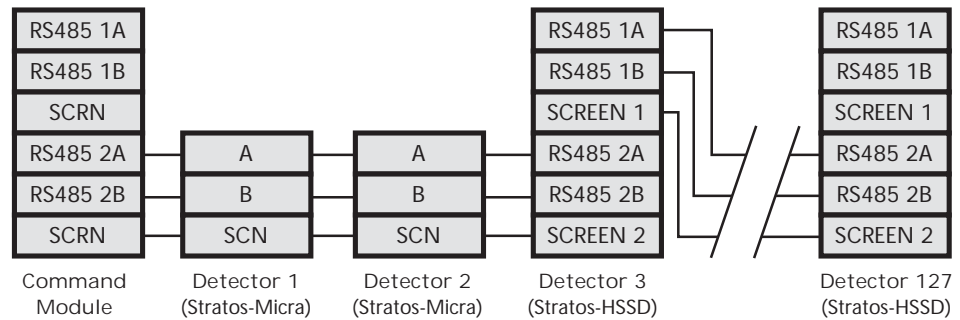 RS485 1A
RS485 1B
SCRN
RS485 2A
RS485 2B
SCRN
Command
Module
A
B
SCN
Detector 1
(Stratos-Micra)
A
B
SCN
Detector 2
(Stratos-Micra)
RS485 1A
RS485 1B
SCREEN 1
RS485 2A
RS485 2B
SCREEN 2
Detector 3
(Stratos-HSSD)
RS485 1A
RS485 1B
SCREEN 1
RS485 2A
RS485 2B
SCREEN 2
Detector 127
(Stratos-HSSD)